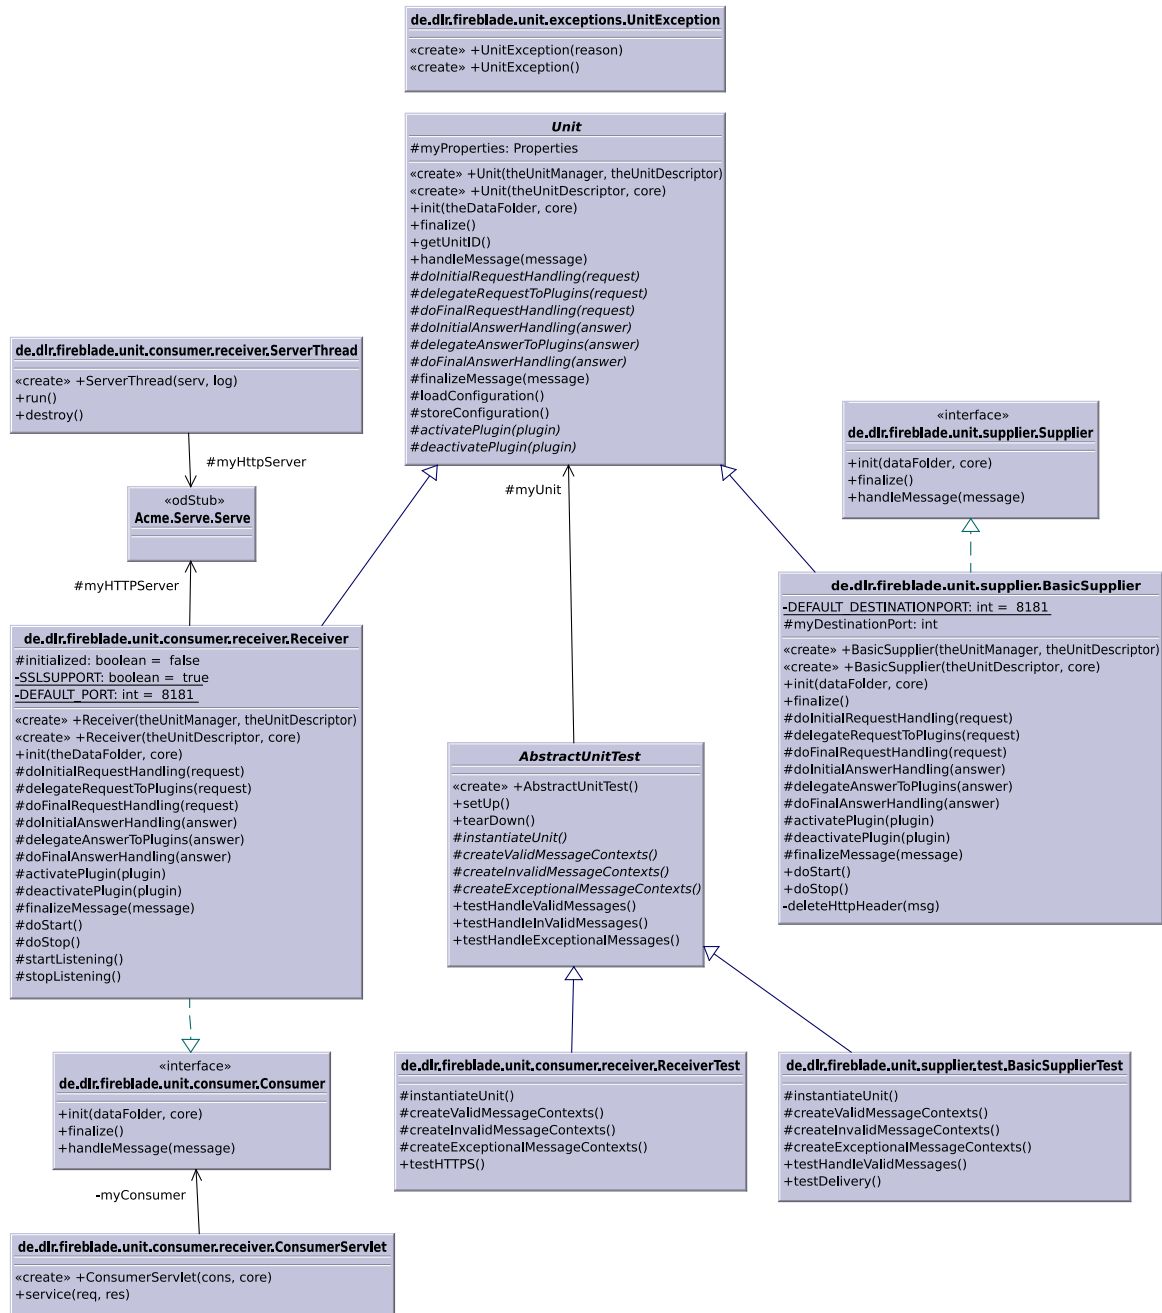 de.dlr.fireblade.unit.exceptions.UnitException
«create» +UnitException(reason)
«create» +UnitException()
Unit
#myProperties: Properties
«create» +Unit(theUnitManager, theUnitDescriptor)
«create» +Unit(theUnitDescriptor, core)
+init(theDataFolder, core)
+finalize()
+getUnitID()
+handleMessage(message)
#doInitialRequestHandling(request)
#delegateRequestToPlugins(request)
#doFinalRequestHandling(request)
#doInitialAnswerHandling(answer)
#delegateAnswerToPlugins(answer)
#doFinalAnswerHandling(answer)
#finalizeMessage(message)
#loadConfiguration()
#storeConfiguration()
#activatePlugin(plugin)
#deactivatePlugin(plugin)
de.dlr.fireblade.unit.consumer.receiver.ServerThread
«create» +ServerThread(serv, log)
+run()
+destroy()
#myHttpServer
«odStub»
Acme.Serve.Serve
#myHTTPServer
#myUnit
«interface»
de.dlr.fireblade.unit.supplier.Supplier
+init(dataFolder, core)
+finalize()
+handleMessage(message)
de.dlr.fireblade.unit.consumer.receiver.Receiver
#initialized: boolean =  false
-SSLSUPPORT: boolean =  true
-DEFAULT_PORT: int =  8181
«create» +Receiver(theUnitManager, theUnitDescriptor)
«create» +Receiver(theUnitDescriptor, core)
+init(theDataFolder, core)
#doInitialRequestHandling(request)
#delegateRequestToPlugins(request)
#doFinalRequestHandling(request)
#doInitialAnswerHandling(answer)
#delegateAnswerToPlugins(answer)
#doFinalAnswerHandling(answer)
#activatePlugin(plugin)
#deactivatePlugin(plugin)
#finalizeMessage(message)
#doStart()
#doStop()
#startListening()
#stopListening()
de.dlr.fireblade.unit.supplier.BasicSupplier
-DEFAULT_DESTINATIONPORT: int =  8181
#myDestinationPort: int
«create» +BasicSupplier(theUnitManager, theUnitDescriptor)
«create» +BasicSupplier(theUnitDescriptor, core)
+init(dataFolder, core)
+finalize()
#doInitialRequestHandling(request)
#delegateRequestToPlugins(request)
#doFinalRequestHandling(request)
#doInitialAnswerHandling(answer)
#delegateAnswerToPlugins(answer)
#doFinalAnswerHandling(answer)
#activatePlugin(plugin)
#deactivatePlugin(plugin)
#finalizeMessage(message)
+doStart()
+doStop()
-deleteHttpHeader(msg)
AbstractUnitTest
«create» +AbstractUnitTest()
+setUp()
+tearDown()
#instantiateUnit()
#createValidMessageContexts()
#createInvalidMessageContexts()
#createExceptionalMessageContexts()
+testHandleValidMessages()
+testHandleInValidMessages()
+testHandleExceptionalMessages()
«interface»
de.dlr.fireblade.unit.consumer.Consumer
+init(dataFolder, core)
+finalize()
+handleMessage(message)
de.dlr.fireblade.unit.consumer.receiver.ReceiverTest
#instantiateUnit()
#createValidMessageContexts()
#createInvalidMessageContexts()
#createExceptionalMessageContexts()
+testHTTPS()
de.dlr.fireblade.unit.supplier.test.BasicSupplierTest
#instantiateUnit()
#createValidMessageContexts()
#createInvalidMessageContexts()
#createExceptionalMessageContexts()
+testHandleValidMessages()
+testDelivery()
-myConsumer
de.dlr.fireblade.unit.consumer.receiver.ConsumerServlet
«create» +ConsumerServlet(cons, core)
+service(req, res)